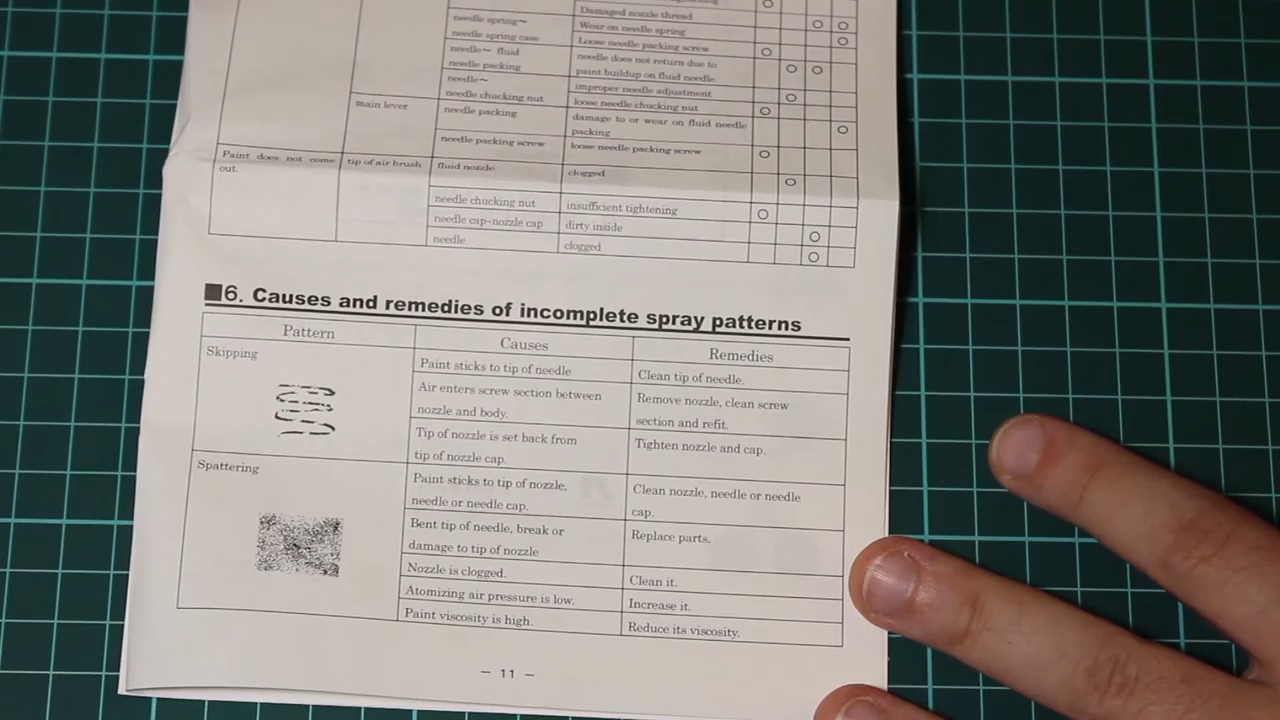 Damaged nozzle thread
needle spring~
Wear on needle spring
needle spring case
Loose needle packing screw
needle~ fluid
needle does not return due to
needle packing
paint buildup on fluid needle.
needle~
improper needle adjustment
main lever
needle chucking nut
loose needle chucking nut
needle packing
damage to or wear on fluid needle
packing
needle packing screw
loose needle packing screw
Paint does not come
out.
tip of air brush
fluid nozzle
clogged
needle chucking nut
insufficient tightening
needle cap~nozzle cap
dirty inside
needle
clogged
■6. Causes and remedies of incomplete spray patterns
Pattern
Causes
Remedies
Skipping
Paint sticks to tip of needle
Clean tip of needle.
Air enters screw section between
nozzle and body.
Remove nozzle, clean screw
section and refit.
Tip of nozzle is set back from
tip of nozzle cap.
Tighten nozzle and cap.
Spattering
Paint sticks to tip of nozzle,
needle or needle cap.
Clean nozzle, needle or needle
cap.
Bent tip of needle, break or
damage to tip of nozzle
Replace parts.
Nozzle is clogged.
Clean it.
Atomizing air pressure is low.
Increase it.
Paint viscosity is high.
Reduce its viscosity.
– 11 –